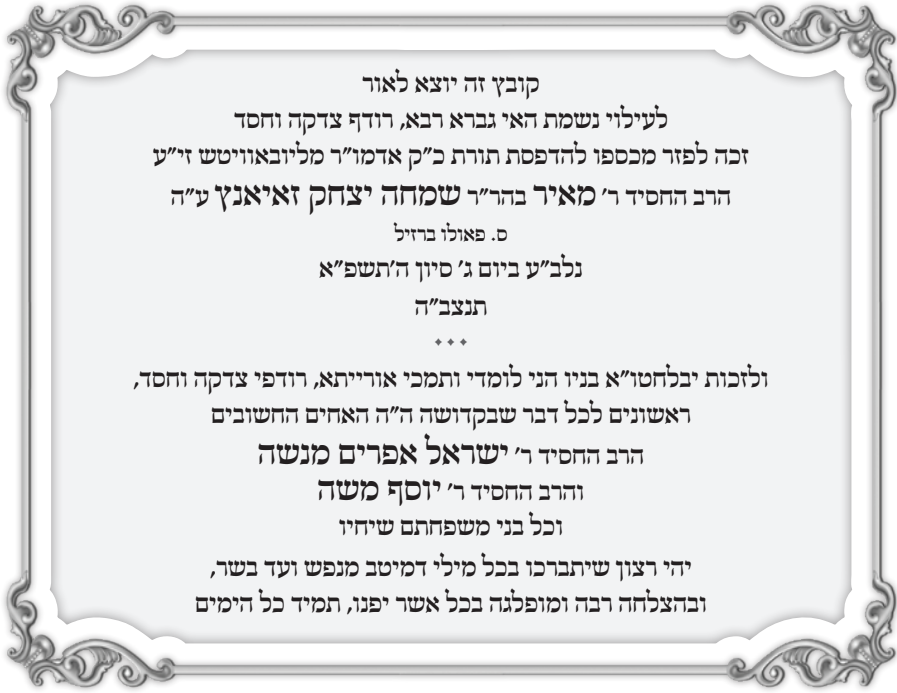 קובץ זה יוצא לאור
לעילוי נשמת האי גברא רבא, רודף צדקה וחסד
זכה לפזר מכספו להדפסת תורת כ"ק אדמו"ר מליובאוויטש זי"ע
הרב החסיד ר' מאיר בהר"ר שמחה יצחק זאיאנץ ע"ה
ס. פאולו ברזיל
נלב"ע ביום ג' סיון ה'תשפ"א
תנצב"ה
ולזכות יבלחטו"א בניו הני לומדי ותמכי אורייתא, רודפי צדקה וחסד,
ראשונים לכל דבר שבקדושה ה"ה האחים החשובים
הרב החסיד ר' ישראל אפרים מנשה
והרב החסיד ר' יוסף משה
וכל בני משפחתם שיחיו
יהי רצון שיתברכו בכל מילי דמיטב מנפש ועד בשר,
ובהצלחה רבה ומופלגה בכל אשר יפנו, תמיד כל הימים